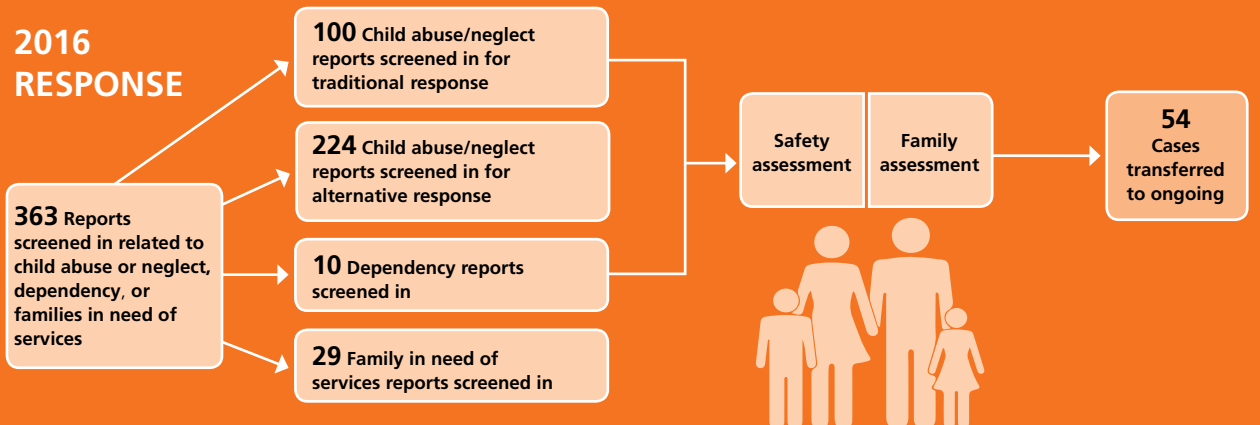 2016
RESPONSE
363 Reports
screened in related to
child abuse or neglect,
dependency, or
families in need of
services
100 Child abuse/neglect
reports screened in for
traditional response
224 Child abuse/neglect
reports screened in for
alternative response
10 Dependency reports
screened in
29 Family in need of
services reports screened in
Safety
assessment
Family
assessment
54
Cases
transferred
to ongoing